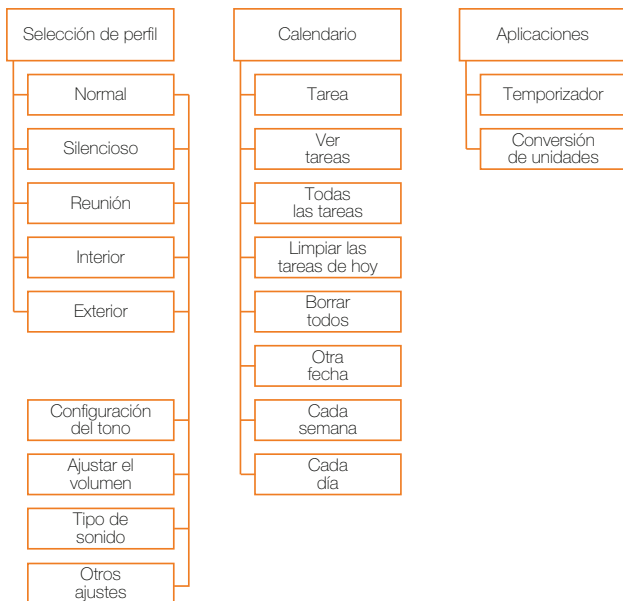 Selección de perfil
Normal
Silencioso
Reunión
Interior
Exterior
Configuración
del tono
Ajustar el
volumen
Tipo de
sonido
Otros
ajustes
Calendario
Tarea
Ver
tareas
Todas
las tareas
Limpiar las
tareas de hoy
Borrar
todos
Otra
fecha
Cada
semana
Cada
día
Aplicaciones
Temporizador
Conversión
de unidades